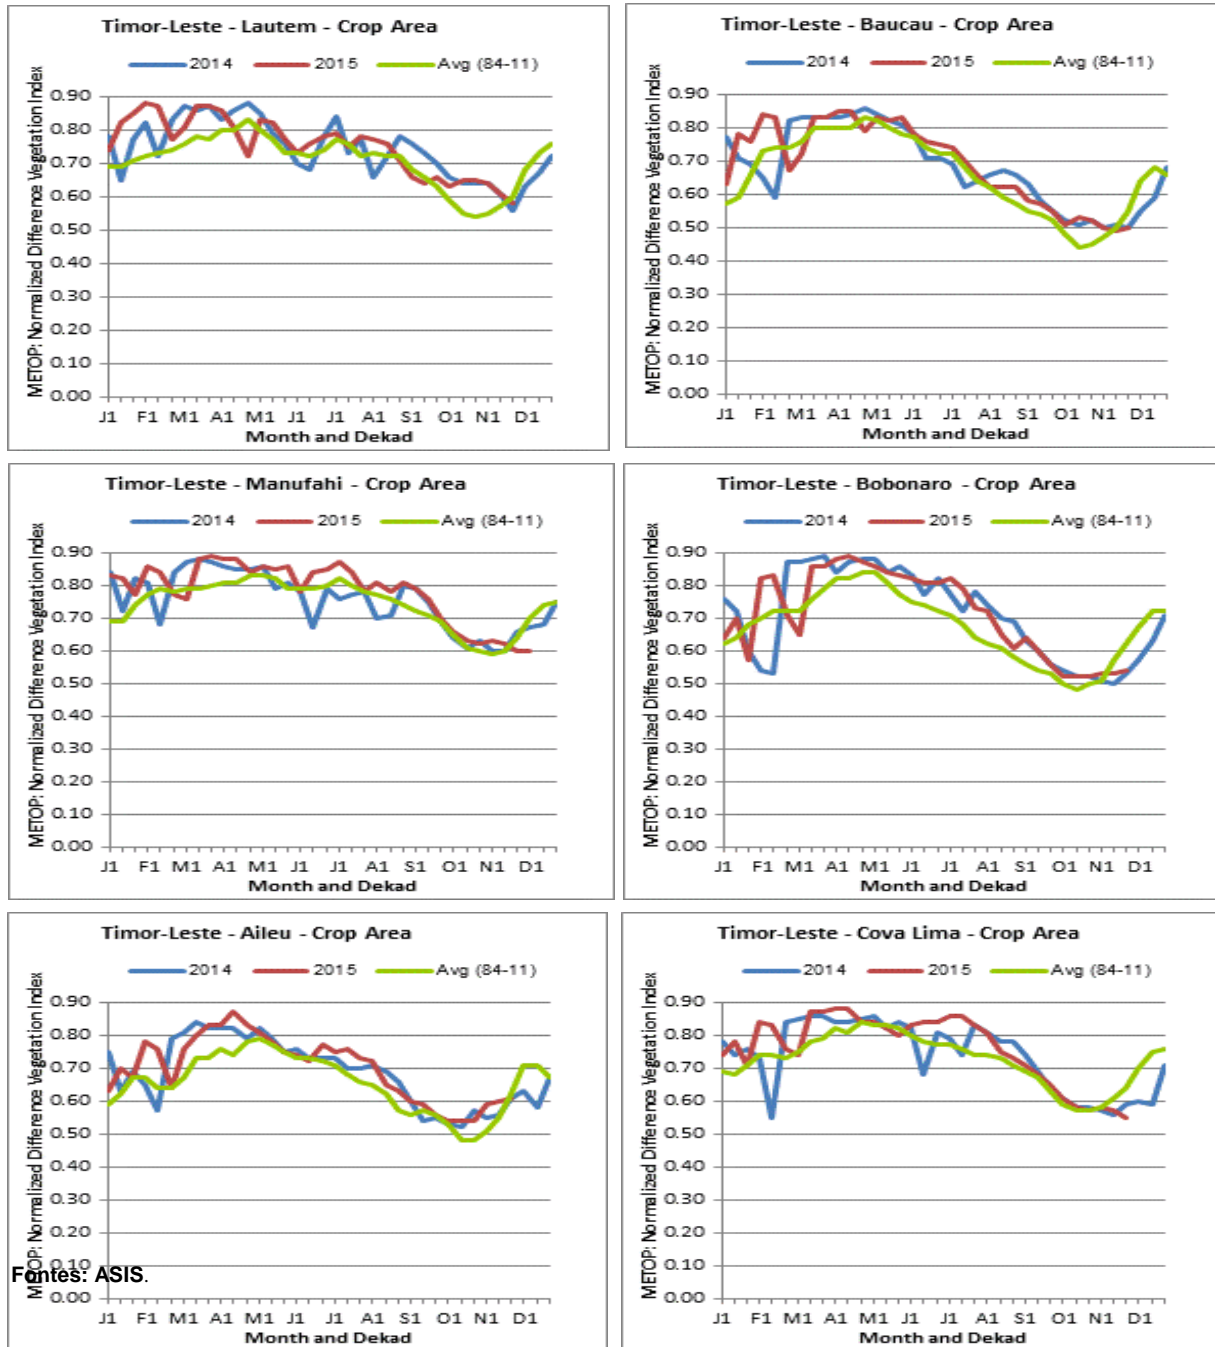 Timor-Leste - Lautem - Crop Area
2014 2015 Avg (84-11)
METOP: Normalized Difference Vegetation Index
0.90
0.80
0.70
0.60
0.50
0.40
0.30
0.20
0.10
0.00
J1 F1 M1 A1 M1 J1 J1 A1 S1 O1 N1 D1
Month and Dekad
Timor-Leste - Baucau - Crop Area
2014 2015 Avg (84-11)
METOP: Normalized Difference Vegetation Index
0.90
0.80
0.70
0.60
0.50
0.40
0.30
0.20
0.10
0.00
J1 F1 M1 A1 M1 J1 J1 A1 S1 O1 N1 D1
Month and Dekad
Timor-Leste - Manufahi - Crop Area
2014 2015 Avg (84-11)
METOP: Normalized Difference Vegetation Index
0.90
0.80
0.70
0.60
0.50
0.40
0.30
0.20
0.10
0.00
J1 F1 M1 A1 M1 J1 J1 A1 S1 O1 N1 D1
Month and Dekad
Timor-Leste - Bobonaro - Crop Area
2014 2015 Avg (84-11)
METOP: Normalized Difference Vegetation Index
0.90
0.80
0.70
0.60
0.50
0.40
0.30
0.20
0.10
0.00
J1 F1 M1 A1 M1 J1 J1 A1 S1 O1 N1 D1
Month and Dekad
Timor-Leste - Aileu - Crop Area
2014 2015 Avg (84-11)
METOP: Normalized Difference Vegetation Index
0.90
0.80
0.70
0.60
0.50
0.40
0.30
0.20
0.10
0.00
J1 F1 M1 A1 M1 J1 J1 A1 S1 O1 N1 D1
Month and Dekad
Timor-Leste - Cova Lima - Crop Area
2014 2015 Avg (84-11)
METOP: Normalized Difference Vegetation Index
0.90
0.80
0.70
0.60
0.50
0.40
0.30
0.20
0.10
0.00
J1 F1 M1 A1 M1 J1 J1 A1 S1 O1 N1 D1
Month and Dekad
Fontes: ASIS.